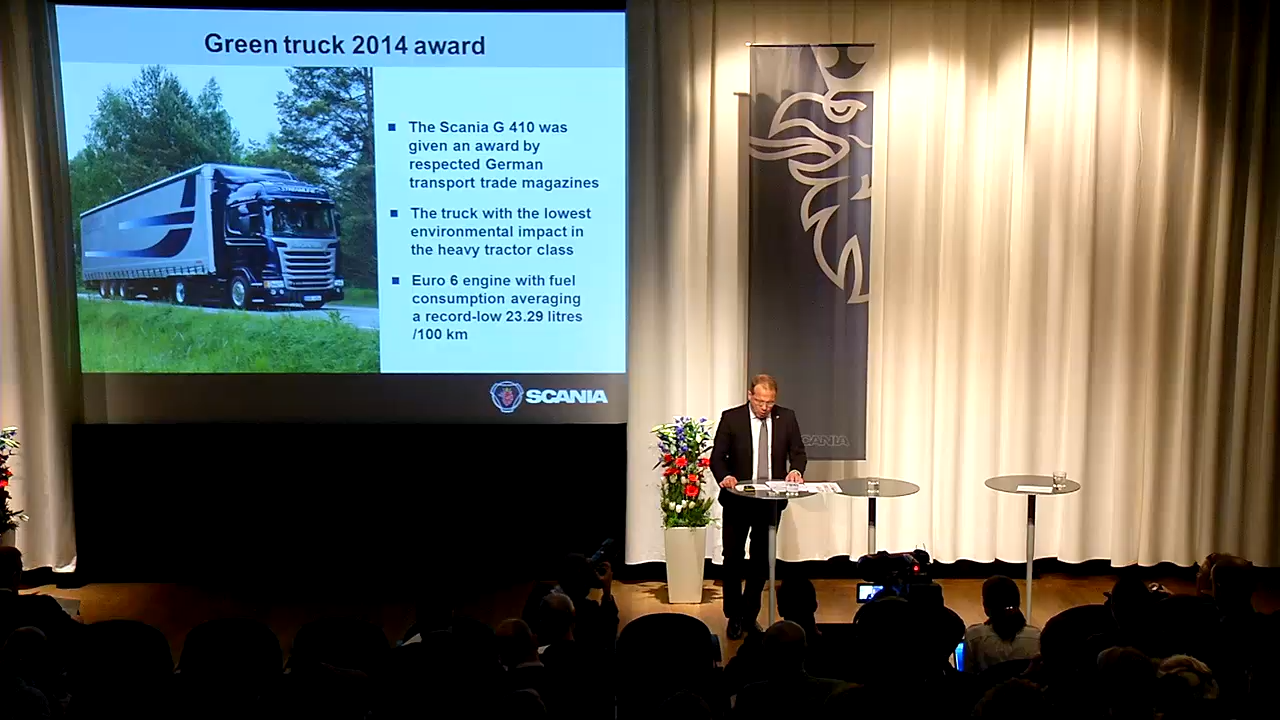 Green truck 2014 award
The Scania G 410 was
given an award by
respected German
transport trade magazines
The truck with the lowest
environmental impact in
the heavy tractor class
Euro 6 engine with fuel
consumption averaging
a record-low 23.29 litres
/100 km
SCANIA
SCANIA